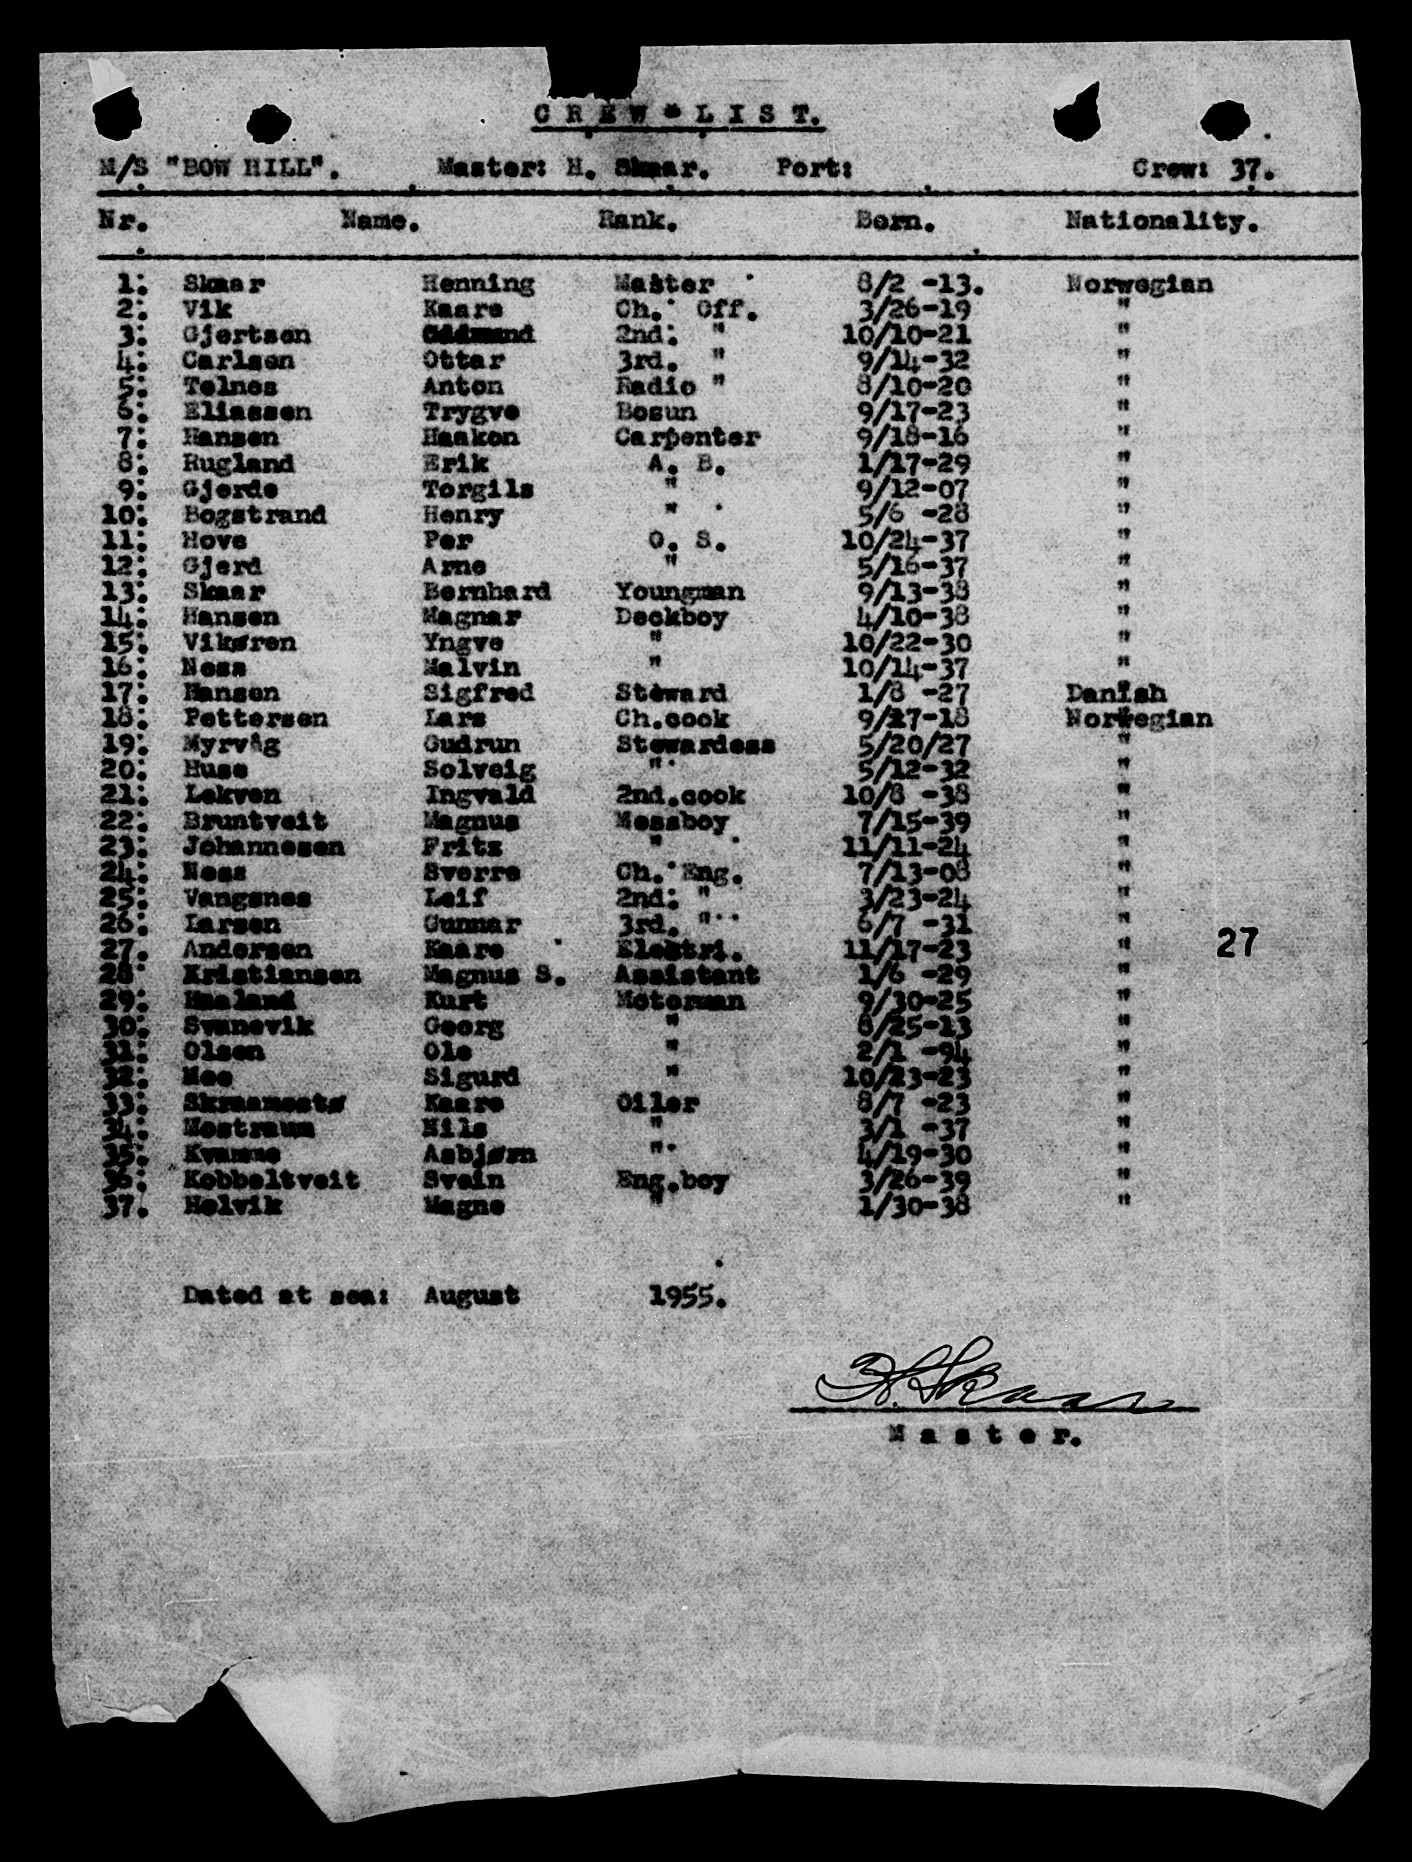 C R E W - L I S T.
M/S "BOW HILL". Master: H. Skaar. Port: Crew: 37.
Nr. Name. Rank. Born. Nationality.
1: Skaar Henning Master 8/2 -13. Norwegian
2: Vik Kaare Ch. Off. 3/26-19 "
3: Gjertsen Oddmund 2nd: " 10/10-21 "
4: Carlsen Ottar 3rd. " 9/14-32 "
5: Telnes Anton Radio " 8/10-20 "
6: Eliassen Trygve Bosun 9/17-23 "
7: Hansen Haakon Carpenter 9/18-16 "
8: Rugland Erik A. B. 1/17-29 "
9: Gjerde Torgils " 9/12-07 "
10: Bogstrand Henry " 5/6 -28 "
11: Hove Per O. S. 10/24-37 "
12: Gjerd Arne " 5/16-37 "
13: Skaar Bernhard Youngman 9/13-38 "
14: Hansen Magnar Deckboy 4/10-38 "
15: Vikøren Yngve " 10/22-30 "
16: Ness Malvin " 10/14-37 "
17: Hansen Sigfred Steward 1/8 -27 Danish
18: Pettersen Lars Ch.cook 9/27-18 Norwegian
19: Myrvåg Gudrun Stewardess 5/20/27 "
20: Huse Solveig " 5/12-32 "
21: Lekven Ingvald 2nd.cook 10/8 -38 "
22: Bruntveit Magnus Messboy 7/15-39 "
23: Johannesen Fritz " 11/11-24 "
24: Ness Sverre Ch. Eng. 7/13-08 "
25: Vangsnes Leif 2nd: " 3/23-24 "
26: Larsen Gunnar 3rd. " 6/7 -31 "
27. Andersen Kaare Electri. 11/17-23 " 27
28 Kristiansen Magnus S. Assistant 1/6 -29 "
29: Haaland Kurt Motorman 9/30-25 "
30: Svanevik Georg " 8/25-13 "
31: Olsen Ole " 2/1 -94 "
32: Moe Sigurd " 10/23-23 "
33: Skraamestø Kaare Oiler 8/7 -23 "
34: Mostraum Nils " 3/1 -37 "
35: Kvamme Asbjørn " 4/19-30 "
36: Kobbeltveit Svein Eng.boy 3/26-39 "
37. Helvik Magne " 1/30-38 "
Dated at sea: August 1955.
H. Skaar
M a s t e r.